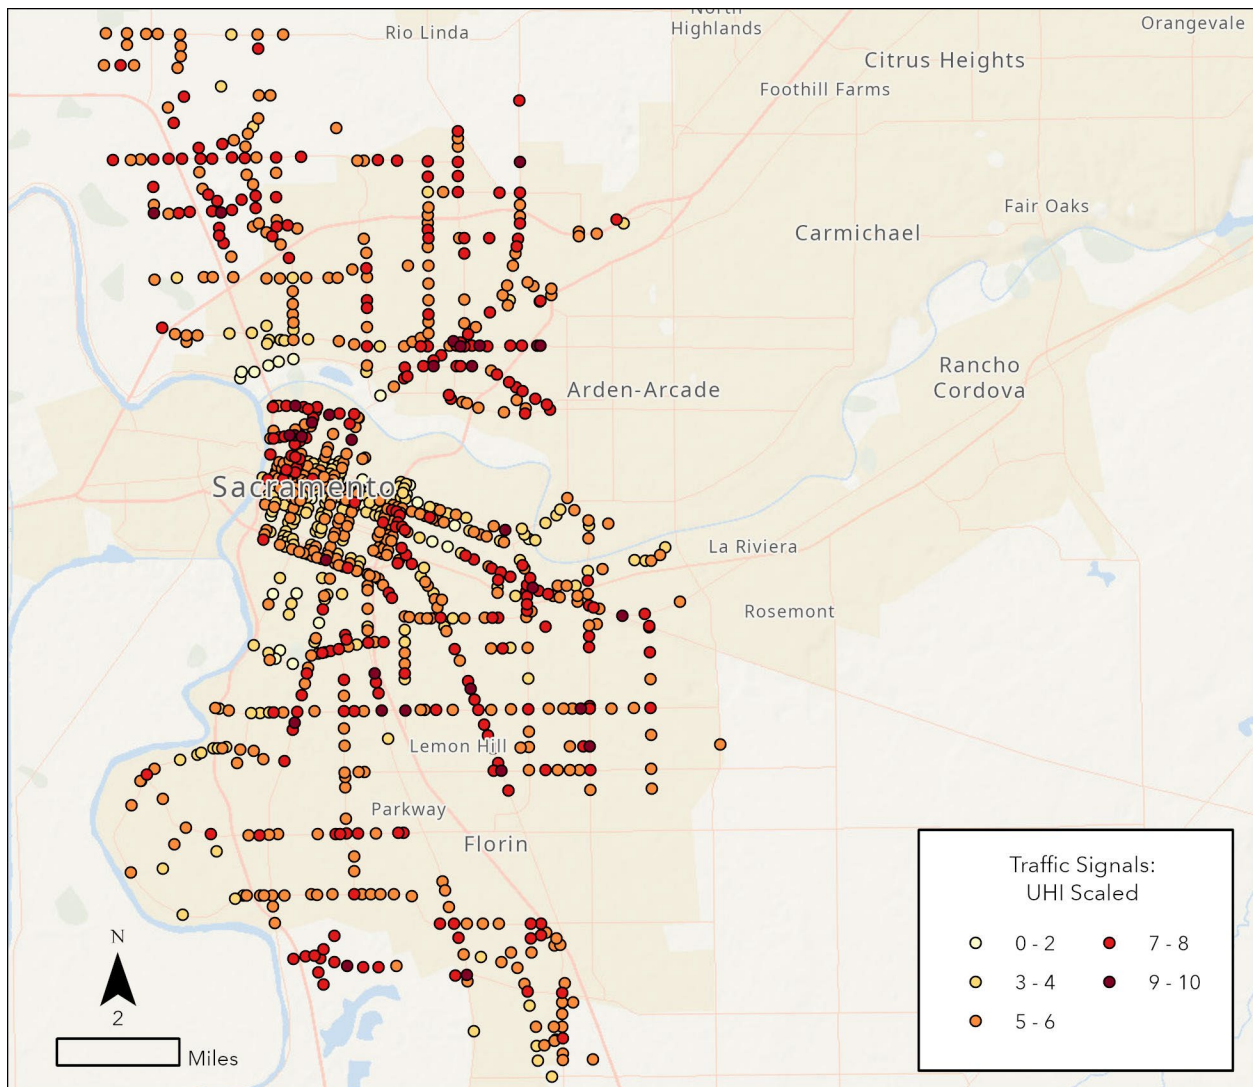 North
Highlands
Orangevale
Rio Linda
Citrus Heights
Foothill Farms
Fair Oaks
Carmichael
Rancho
Cordova
Arden-Arcade
Sacramento
La Riviera
Rosemont
Lemon Hill
Parkway
Florin
Traffic Signals:
UHI Scaled
0 - 2
7 - 8
3 - 4
9 - 10
5 - 6
N
2
Miles